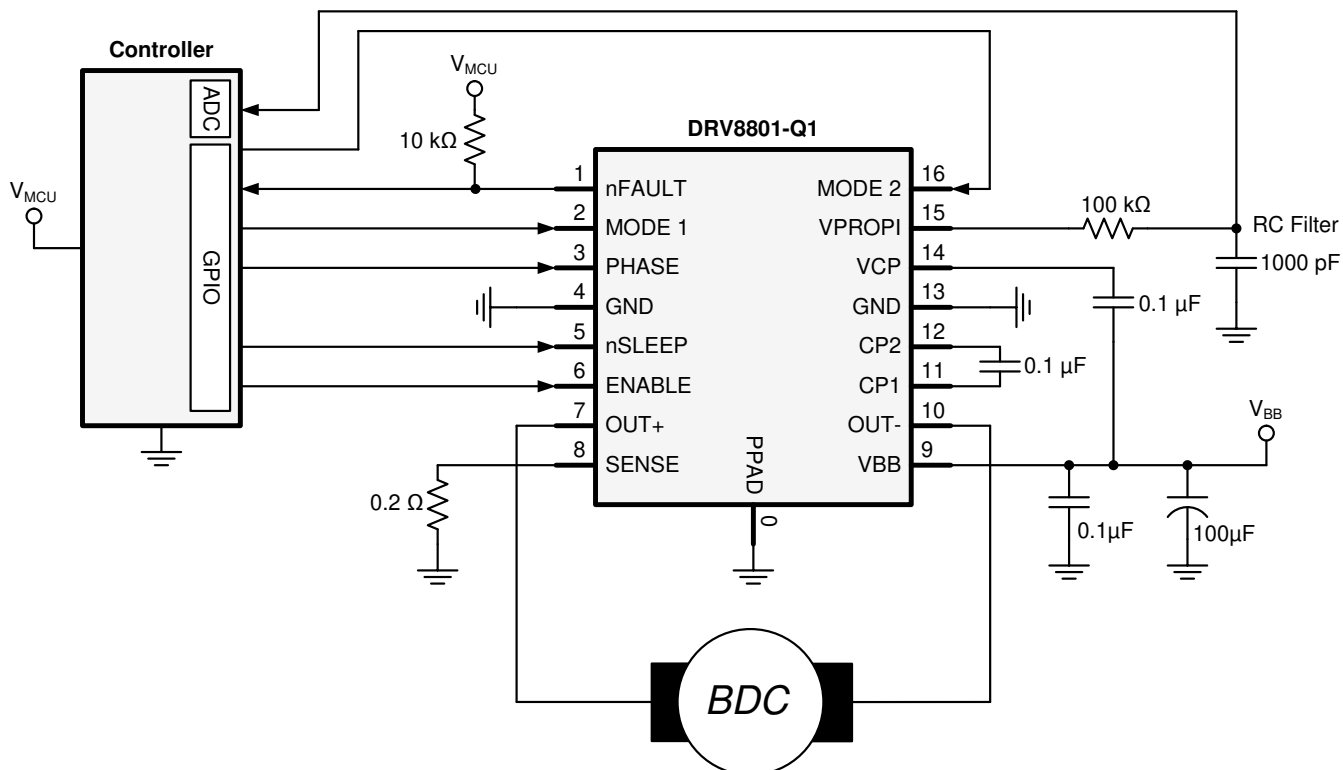 Controller
V_MCU
ADC
GPIO
V_MCU
10 kΩ
DRV8801-Q1
1
nFAULT
2
MODE 1
3
PHASE
4
GND
5
nSLEEP
6
ENABLE
7
OUT+
8
SENSE
PPAD
0
16
MODE 2
15
VPROPI
14
VCP
13
GND
12
CP2
11
CP1
10
OUT-
9
VBB
100 kΩ
RC Filter
1000 pF
0.1 µF
0.1 µF
V_BB
0.1µF
100µF
0.2 Ω
BDC